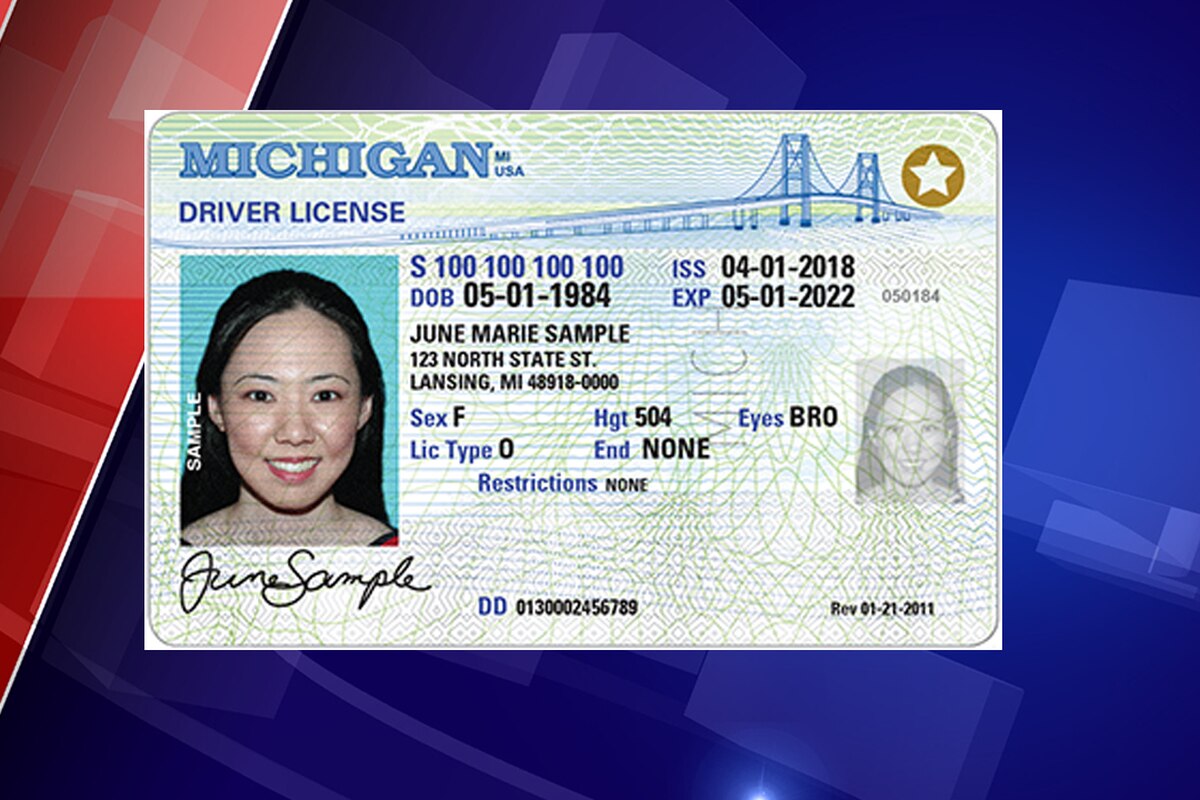 MICHIGAN MI USA
DRIVER LICENSE
S 100 100 100 100 ISS 04-01-2018
DOB 05-01-1984 EXP 05-01-2022 050184
JUNE MARIE SAMPLE
123 NORTH STATE ST.
LANSING, MI 48918-0000
Sex F Hgt 504 Eyes BRO
Lic Type O End NONE
Restrictions NONE
SAMPLE
MICH
June Sample
DD 0130002456789 Rev 01-21-2011